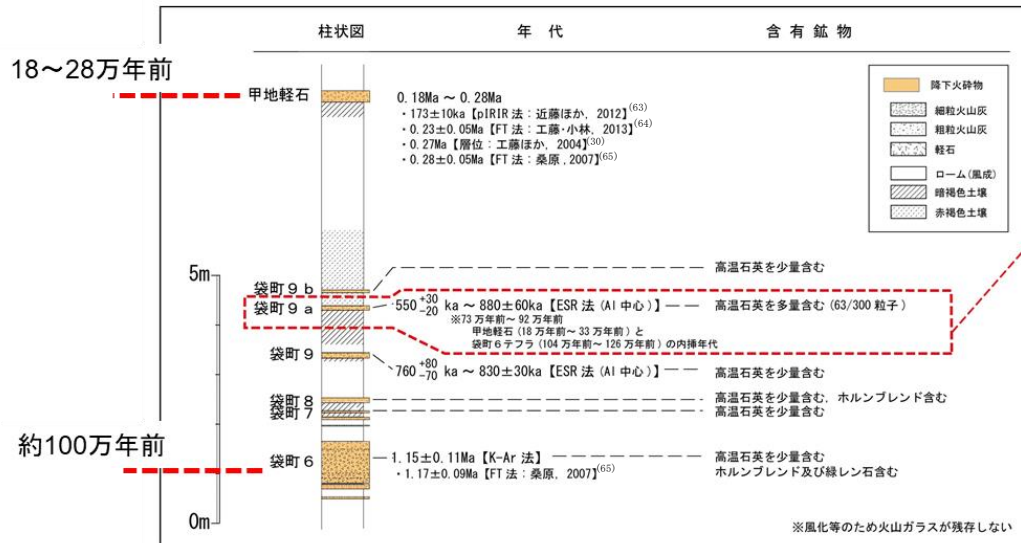 柱状図 年代 含有鉱物
18～28万年前
甲地軽石
0.18Ma ～ 0.28Ma
・173±10ka【pIRIR 法：近藤ほか, 2012】(63)
・0.23±0.05Ma【FT 法：工藤・小林, 2013】(64)
・0.27Ma【層位：工藤ほか, 2004】(30)
・0.28±0.05Ma【FT 法：桑原, 2007】(65)
降下火砕物
細粒火山灰
粗粒火山灰
軽石
ローム(風成)
暗褐色土壌
赤褐色土壌
5m
袋町９ｂ
高温石英を少量含む
袋町９ａ
550 +30 -20 ka ～ 880±60ka【ESR 法 (Al 中心)】
高温石英を多量含む (63/300 粒子)
※73 万年前～ 92 万年前
甲地軽石 (18 万年前～ 33 万年前) と
袋町６テフラ (104 万年前～ 126 万年前) の内挿年代
袋町９
760 +80 -70 ka ～ 830±30ka【ESR 法 (Al 中心)】
高温石英を少量含む
袋町８
高温石英を少量含む, ホルンブレンド含む
袋町７
高温石英を少量含む
約100万年前
袋町６
1.15±0.11Ma【K-Ar 法】
・1.17±0.09Ma【FT 法：桑原, 2007】(65)
高温石英を少量含む
ホルンブレンド及び緑レン石含む
0m
※風化等のため火山ガラスが残存しない